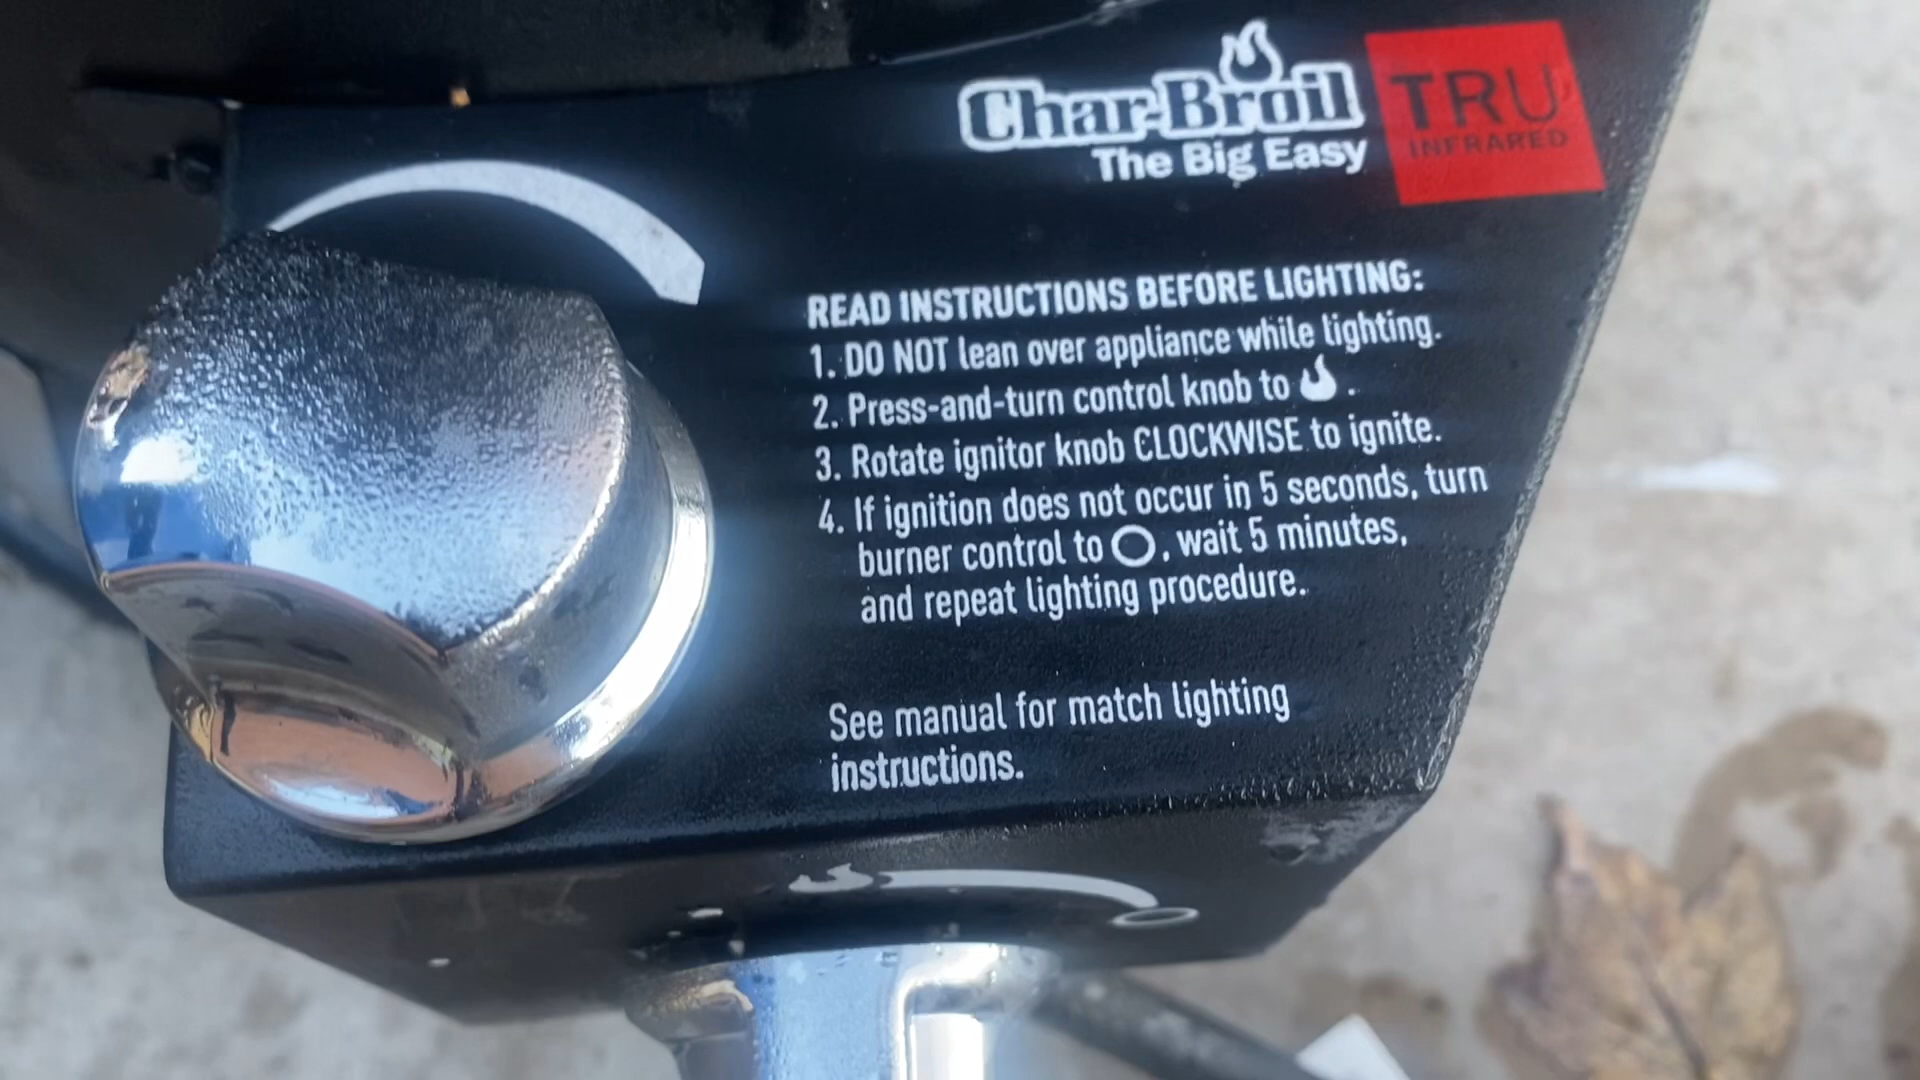 Char-Broil
The Big Easy
TRU
INFRARED
READ INSTRUCTIONS BEFORE LIGHTING:
1. DO NOT lean over appliance while lighting.
2. Press-and-turn control knob to .
3. Rotate ignitor knob CLOCKWISE to ignite.
4. If ignition does not occur in 5 seconds, turn
burner control to , wait 5 minutes,
and repeat lighting procedure.
See manual for match lighting
instructions.